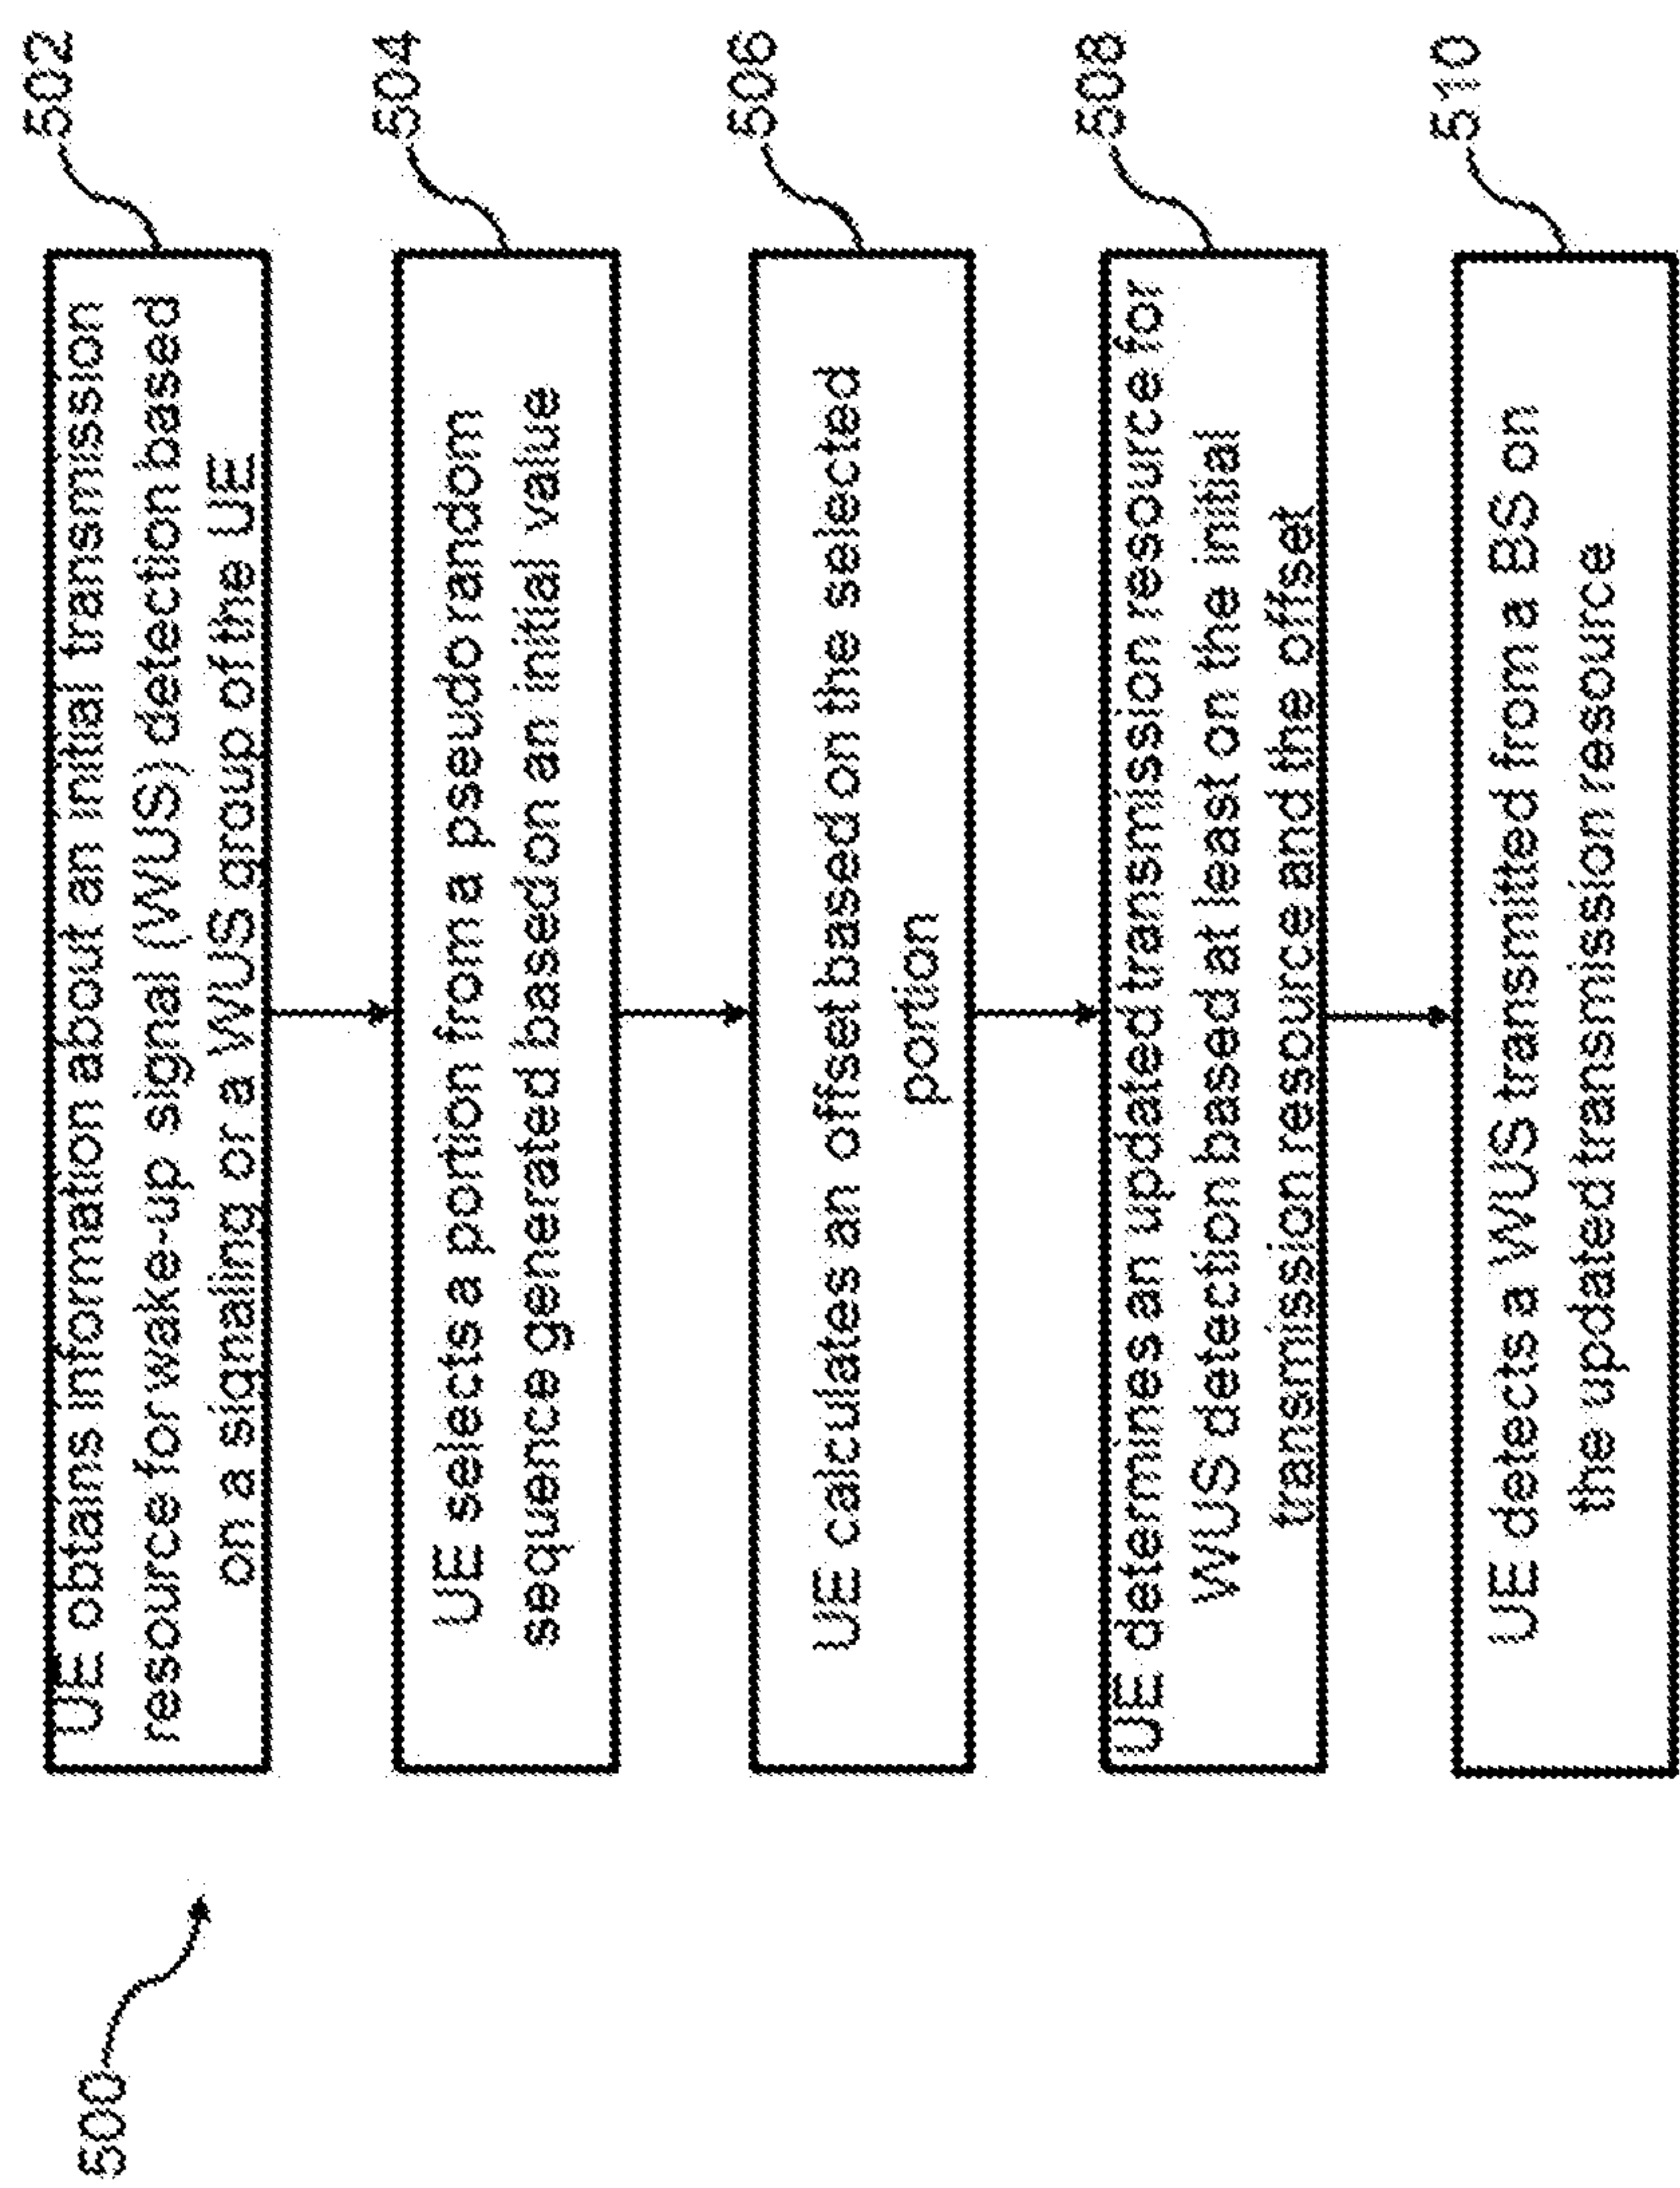 500
502
UE obtains information about an initial transmission
resource for wake-up signal (WUS) detection based
on a signaling or a WUS group of the UE
504
UE selects a portion from a pseudo random
sequence generated based on an initial value
506
UE calculates an offset based on the selected
portion
508
UE determines an updated transmission resource for
WUS detection based at least on the initial
transmission resource and the offset
510
UE detects a WUS transmitted from a BS on
the updated transmission resource